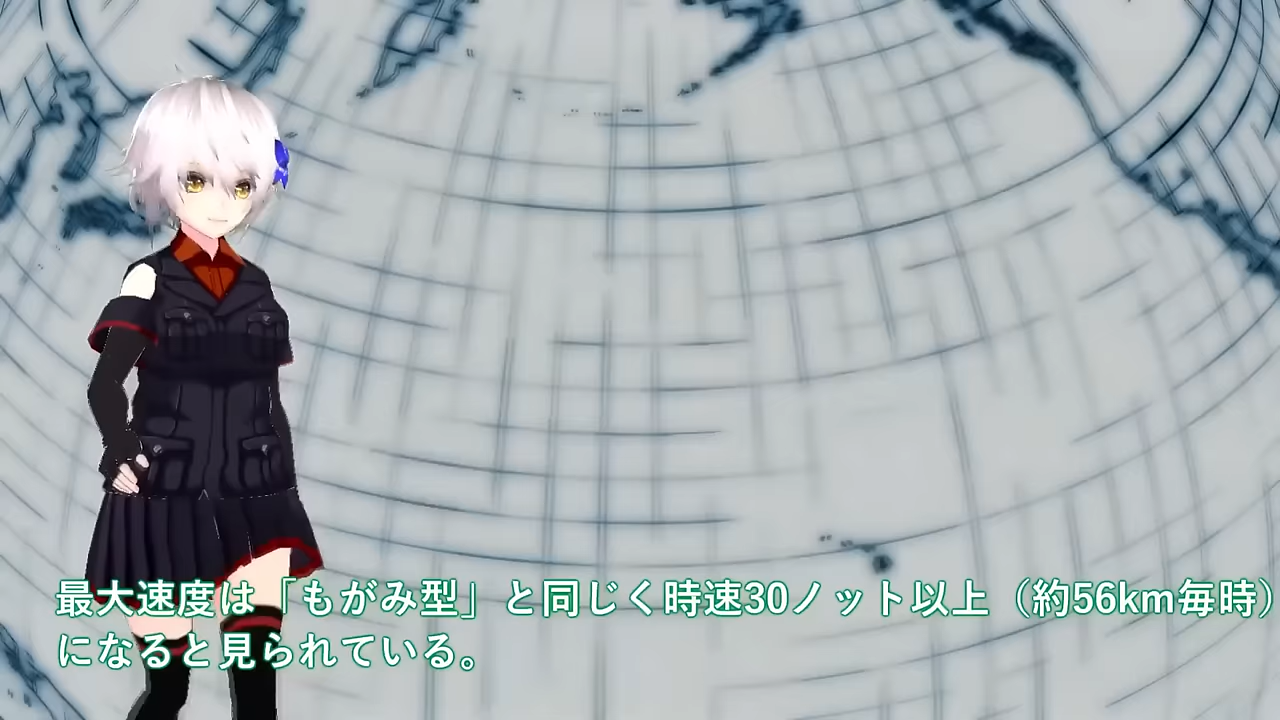 最大速度は「もがみ型」と同じく時速30ノット以上（約56km毎時）
になると見られている。